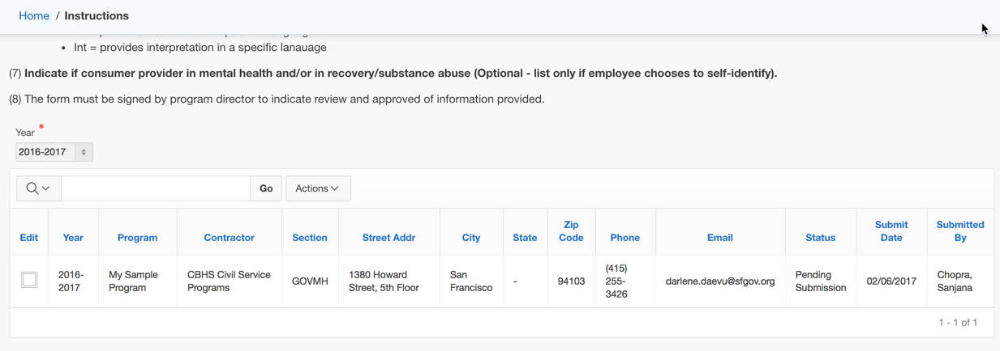 Home / Instructions
• Int = provides interpretation in a specific lanauage
(7) Indicate if consumer provider in mental health and/or in recovery/substance abuse (Optional - list only if employee chooses to self-identify).
(8) The form must be signed by program director to indicate review and approved of information provided.
Year *
2016-2017
Go Actions
Edit Year Program Contractor Section Street Addr City State Zip Code Phone Email Status Submit Date Submitted By
2016-2017 My Sample Program CBHS Civil Service Programs GOVMH 1380 Howard Street, 5th Floor San Francisco - 94103 (415) 255-3426 darlene.daevu@sfgov.org Pending Submission 02/06/2017 Chopra, Sanjana
1 - 1 of 1